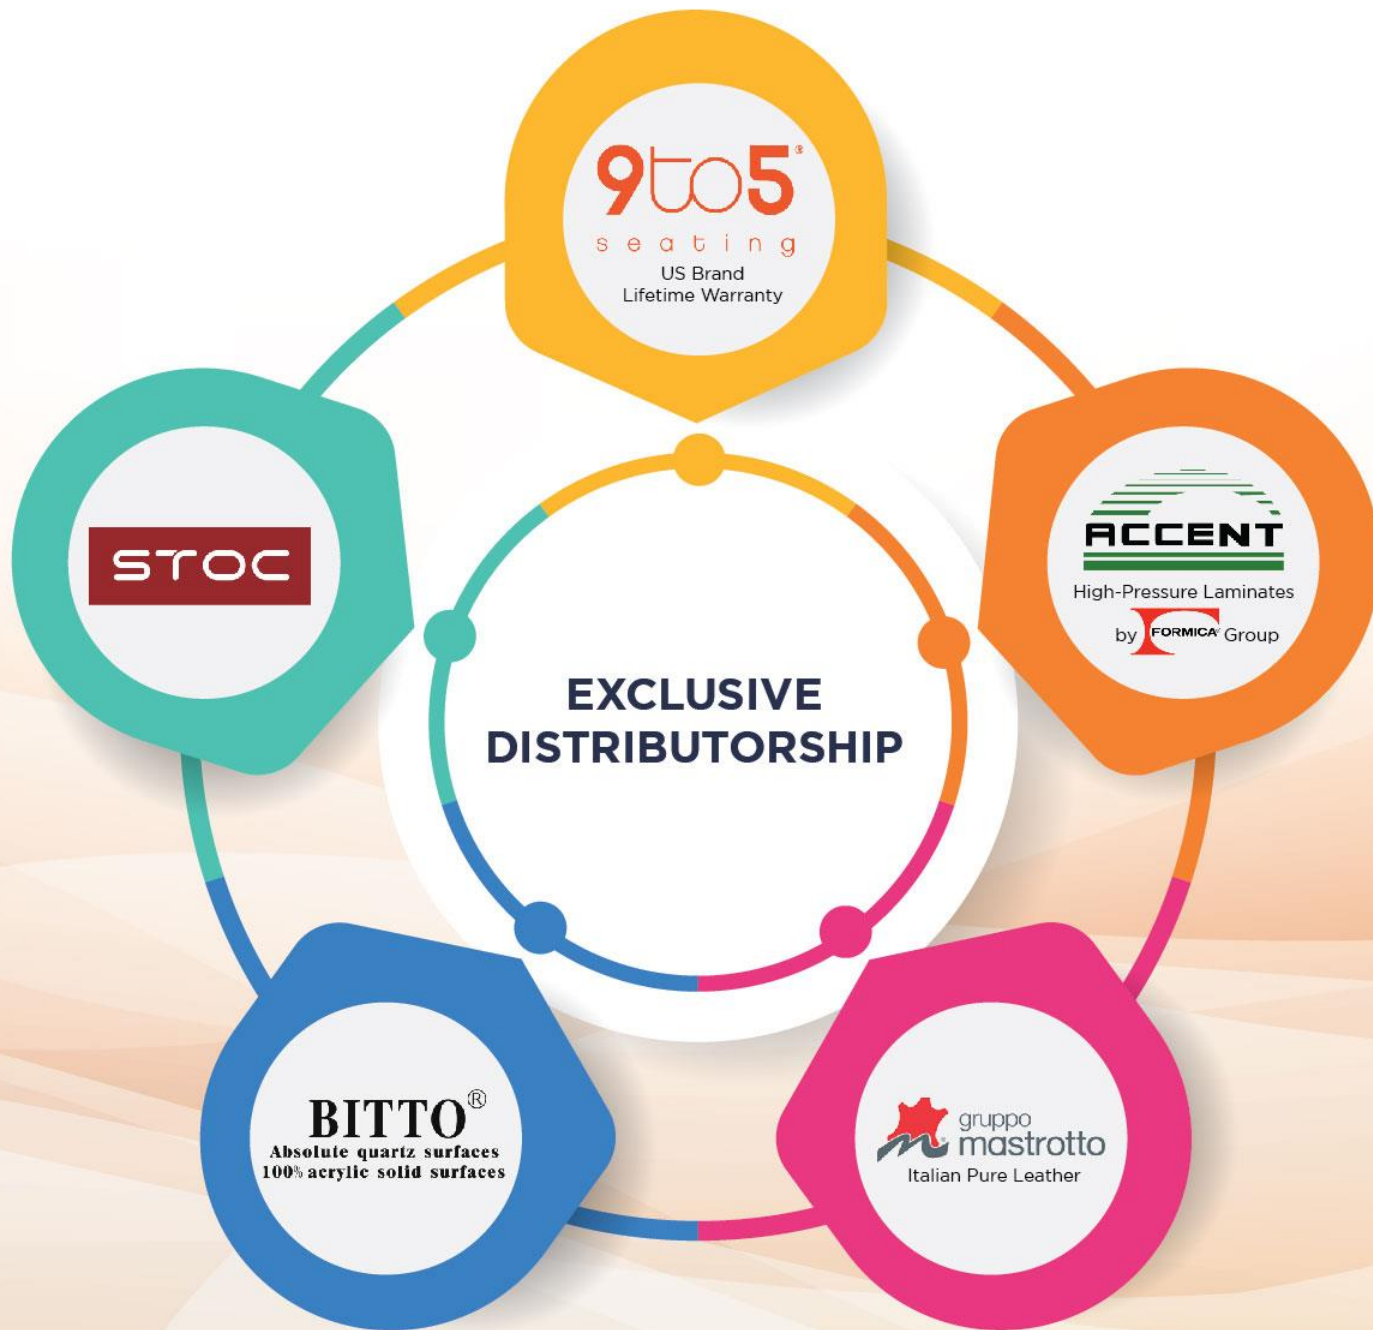 9to5®
seating
US Brand
Lifetime Warranty
STOC
ACCENT
High-Pressure Laminates
by FORMICA Group
EXCLUSIVE
DISTRIBUTORSHIP
BITTO®
Absolute quartz surfaces
100% acrylic solid surfaces
gruppo
mastrotto
Italian Pure Leather